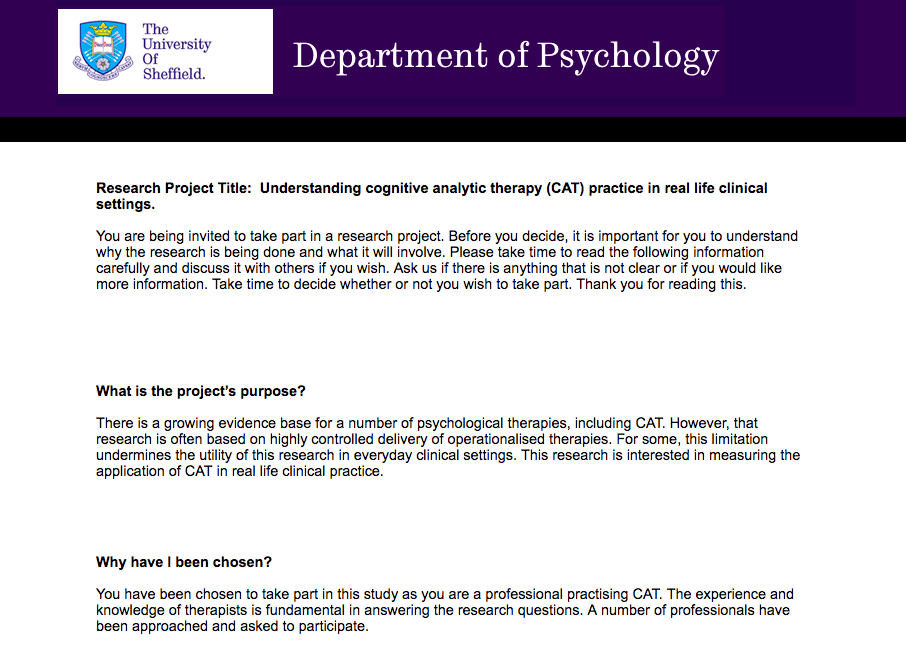 The
University
Of
Sheffield.
Department of Psychology
Research Project Title:  Understanding cognitive analytic therapy (CAT) practice in real life clinical
settings.
You are being invited to take part in a research project. Before you decide, it is important for you to understand
why the research is being done and what it will involve. Please take time to read the following information
carefully and discuss it with others if you wish. Ask us if there is anything that is not clear or if you would like
more information. Take time to decide whether or not you wish to take part. Thank you for reading this.
What is the project's purpose?
There is a growing evidence base for a number of psychological therapies, including CAT. However, that
research is often based on highly controlled delivery of operationalised therapies. For some, this limitation
undermines the utility of this research in everyday clinical settings. This research is interested in measuring the
application of CAT in real life clinical practice.
Why have I been chosen?
You have been chosen to take part in this study as you are a professional practising CAT. The experience and
knowledge of therapists is fundamental in answering the research questions. A number of professionals have
been approached and asked to participate.